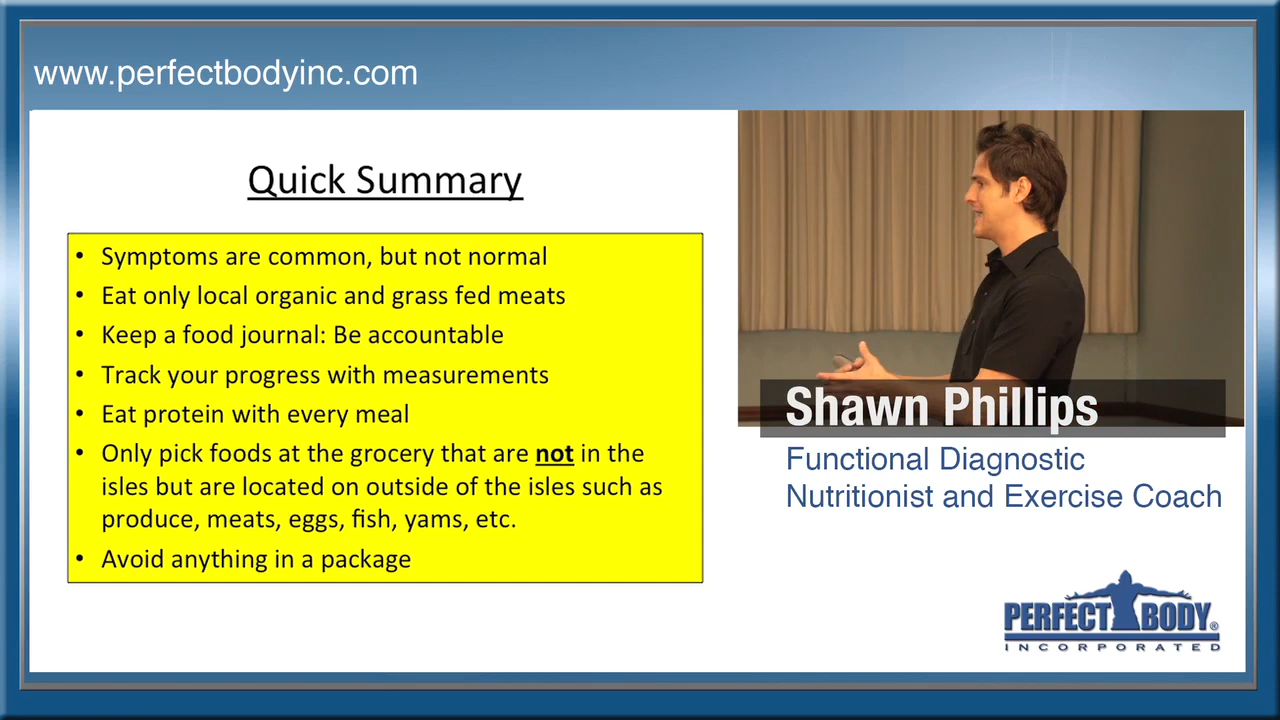 www.perfectbodyinc.com
Quick Summary
• Symptoms are common, but not normal
• Eat only local organic and grass fed meats
• Keep a food journal: Be accountable
• Track your progress with measurements
• Eat protein with every meal
• Only pick foods at the grocery that are not in the
isles but are located on outside of the isles such as
produce, meats, eggs, fish, yams, etc.
• Avoid anything in a package
Shawn Phillips
Functional Diagnostic
Nutritionist and Exercise Coach
PERFECT BODY®
INCORPORATED